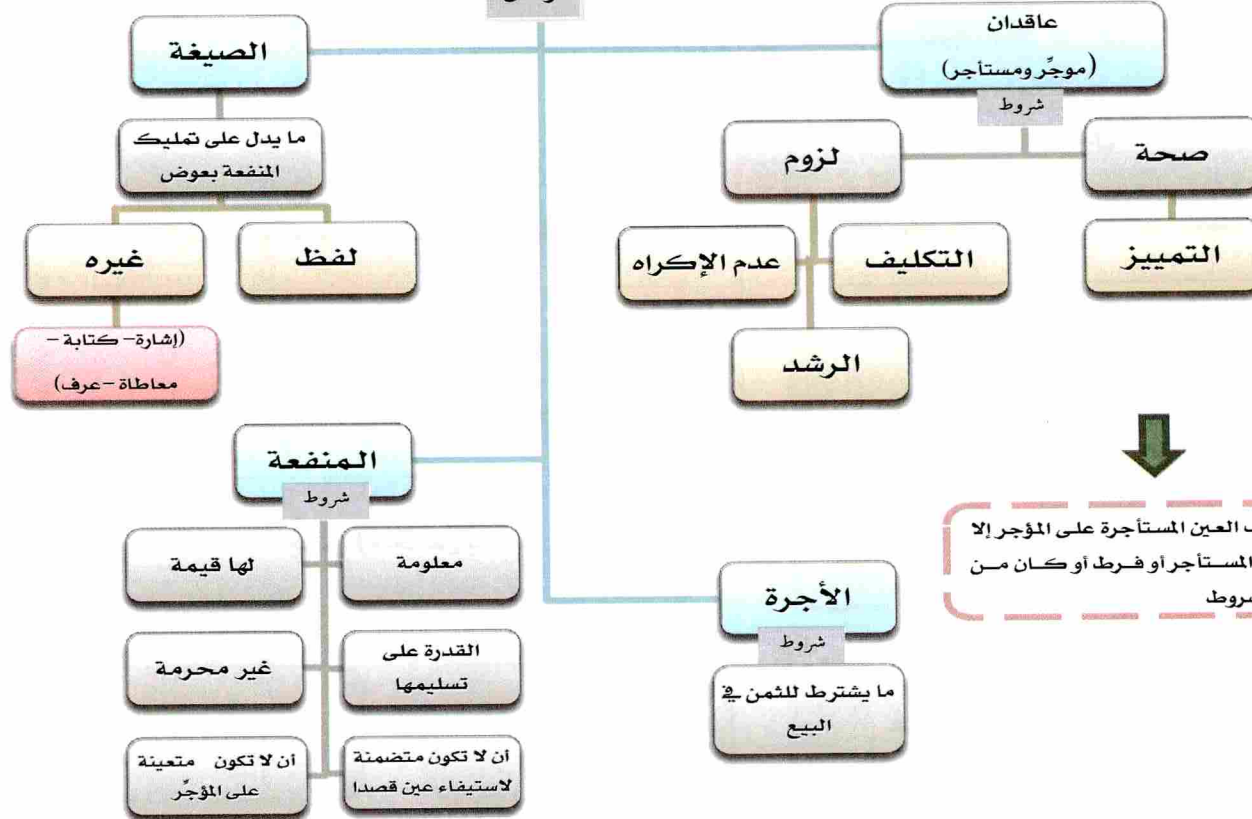 عاقدان
(موجِّر ومستأجر)
شروط
صحة
التمييز
لزوم
التكليف
عدم الإكراه
الرشد
الصيغة
ما يدل على تمليك
المنفعة بعوض
لفظ
غيره
(إشارة – كتابة –
معاطاة – عرف)
المنفعة
شروط
معلومة
لها قيمة
القدرة على
تسليمها
غير محرمة
أن لا تكون متضمنة
لاستيفاء عين قصدا
أن لا تكون متعينة
على المؤجِّر
الأجرة
شروط
ما يشترط للثمن في
البيع
العين المستأجرة على المؤجر إلا
المستأجر أو فرط أو كان من